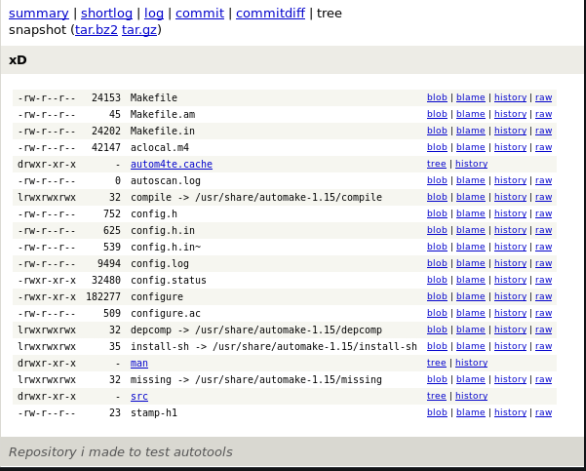 summary | shortlog | log | commit | commitdiff | tree
snapshot (tar.bz2 tar.gz)
xD
-rw-r--r-- 24153 Makefile blob | blame | history | raw
-rw-r--r-- 45 Makefile.am blob | blame | history | raw
-rw-r--r-- 24202 Makefile.in blob | blame | history | raw
-rw-r--r-- 42147 aclocal.m4 blob | blame | history | raw
drwxr-xr-x - autom4te.cache tree | history
-rw-r--r-- 0 autoscan.log blob | blame | history | raw
lrwxrwxrwx 32 compile -> /usr/share/automake-1.15/compile blob | blame | history | raw
-rw-r--r-- 752 config.h blob | blame | history | raw
-rw-r--r-- 625 config.h.in blob | blame | history | raw
-rw-r--r-- 539 config.h.in~ blob | blame | history | raw
-rw-r--r-- 9494 config.log blob | blame | history | raw
-rwxr-xr-x 32480 config.status blob | blame | history | raw
-rwxr-xr-x 182277 configure blob | blame | history | raw
-rw-r--r-- 509 configure.ac blob | blame | history | raw
lrwxrwxrwx 32 depcomp -> /usr/share/automake-1.15/depcomp blob | blame | history | raw
lrwxrwxrwx 35 install-sh -> /usr/share/automake-1.15/install-sh blob | blame | history | raw
drwxr-xr-x - man tree | history
lrwxrwxrwx 32 missing -> /usr/share/automake-1.15/missing blob | blame | history | raw
drwxr-xr-x - src tree | history
-rw-r--r-- 23 stamp-h1 blob | blame | history | raw
Repository i made to test autotools